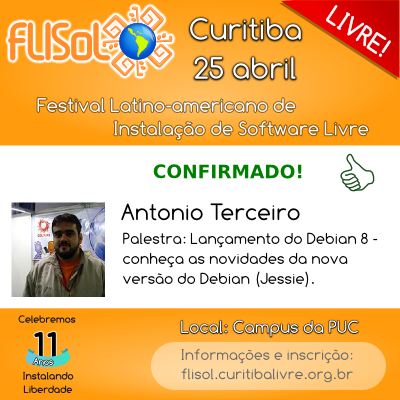 FLISoL
Curitiba
25 abril
LIVRE!
Festival Latino-americano de
Instalação de Software Livre
CONFIRMADO!
Antonio Terceiro
Palestra: Lançamento do Debian 8 -
conheça as novidades da nova
versão do Debian (Jessie).
Celebremos
11
Anos
Instalando
Liberdade
Local: Campus da PUC
Informações e inscrição:
flisol.curitibalivre.org.br